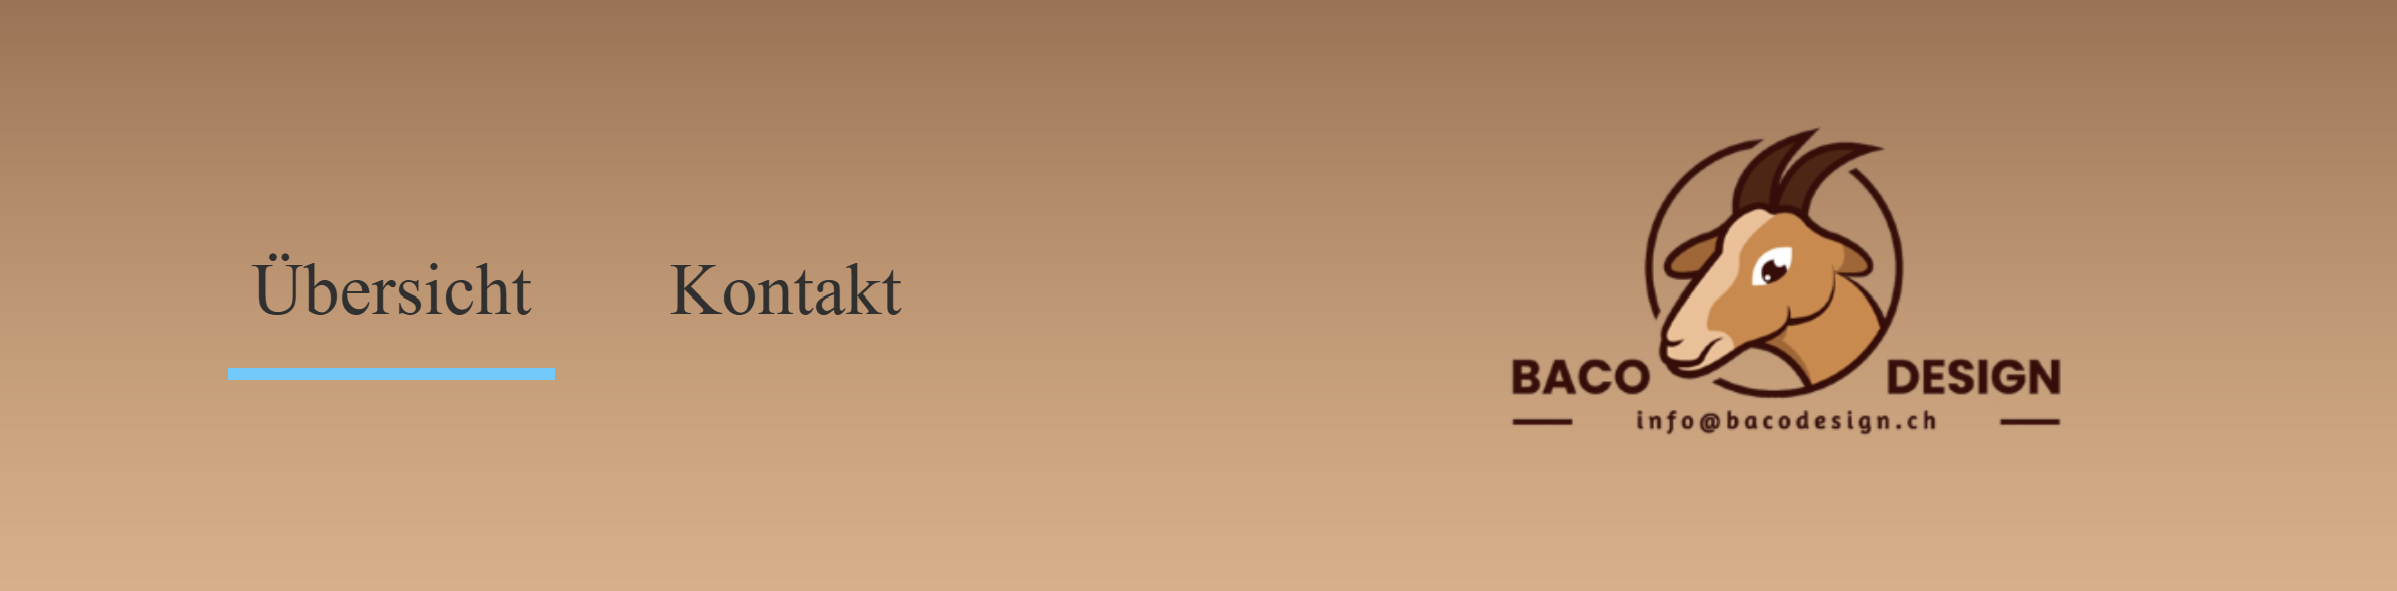 Übersicht Kontakt
BACO DESIGN
info@bacodesign.ch